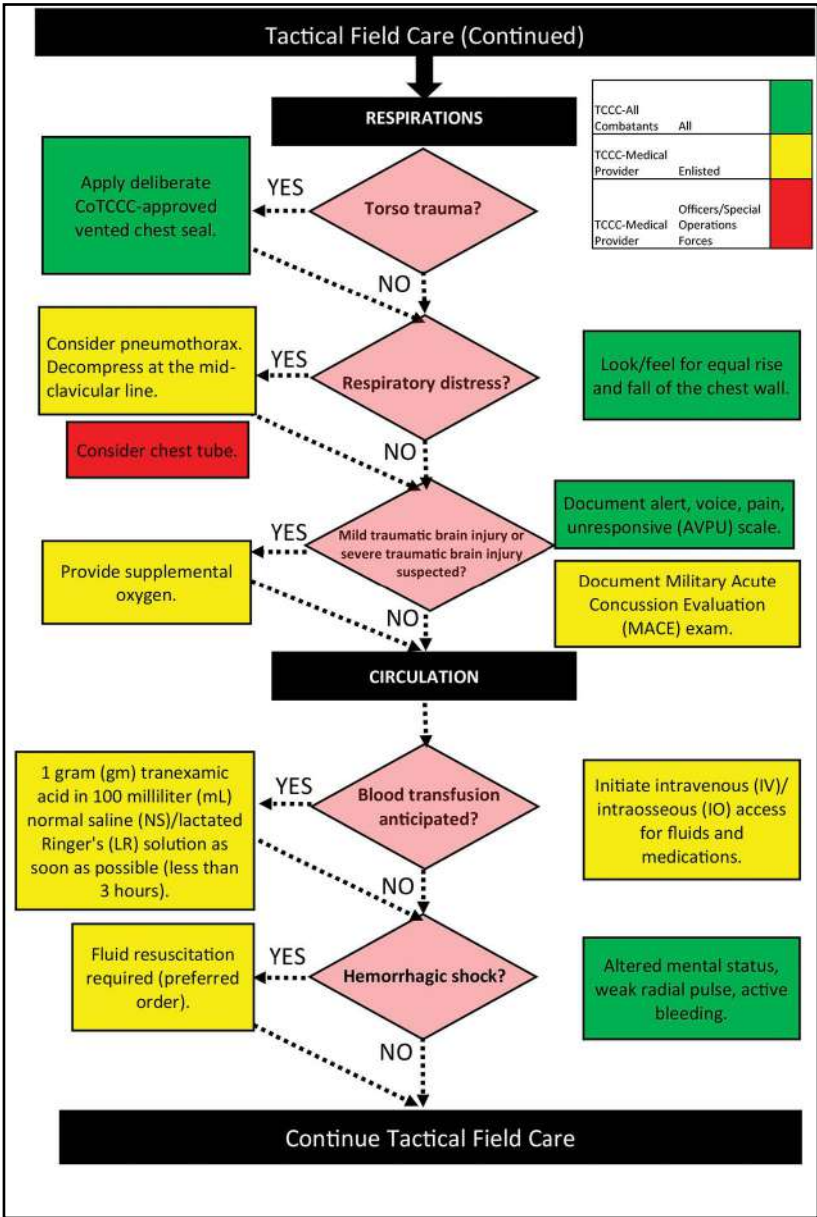 Tactical Field Care (Continued)
RESPIRATIONS
TCCC-All
Combatants All
TCCC-Medical
Provider Enlisted
TCCC-Medical
Provider
Officers/Special
Operations
Forces
Apply deliberate
CoTCCC-approved
vented chest seal.
YES
Torso trauma?
NO
Consider pneumothorax.
Decompress at the mid-
clavicular line.
YES
Respiratory distress?
Look/feel for equal rise
and fall of the chest wall.
Consider chest tube.
NO
Document alert, voice, pain,
unresponsive (AVPU) scale.
YES
Mild traumatic brain injury or
severe traumatic brain injury
suspected?
Provide supplemental
oxygen.
Document Military Acute
Concussion Evaluation
(MACE) exam.
NO
CIRCULATION
1 gram (gm) tranexamic
acid in 100 milliliter (mL)
normal saline (NS)/lactated
Ringer's (LR) solution as
soon as possible (less than
3 hours).
YES
Blood transfusion
anticipated?
Initiate intravenous (IV)/
intraosseous (IO) access
for fluids and
medications.
NO
Fluid resuscitation
required (preferred
order).
YES
Hemorrhagic shock?
Altered mental status,
weak radial pulse, active
bleeding.
NO
Continue Tactical Field Care